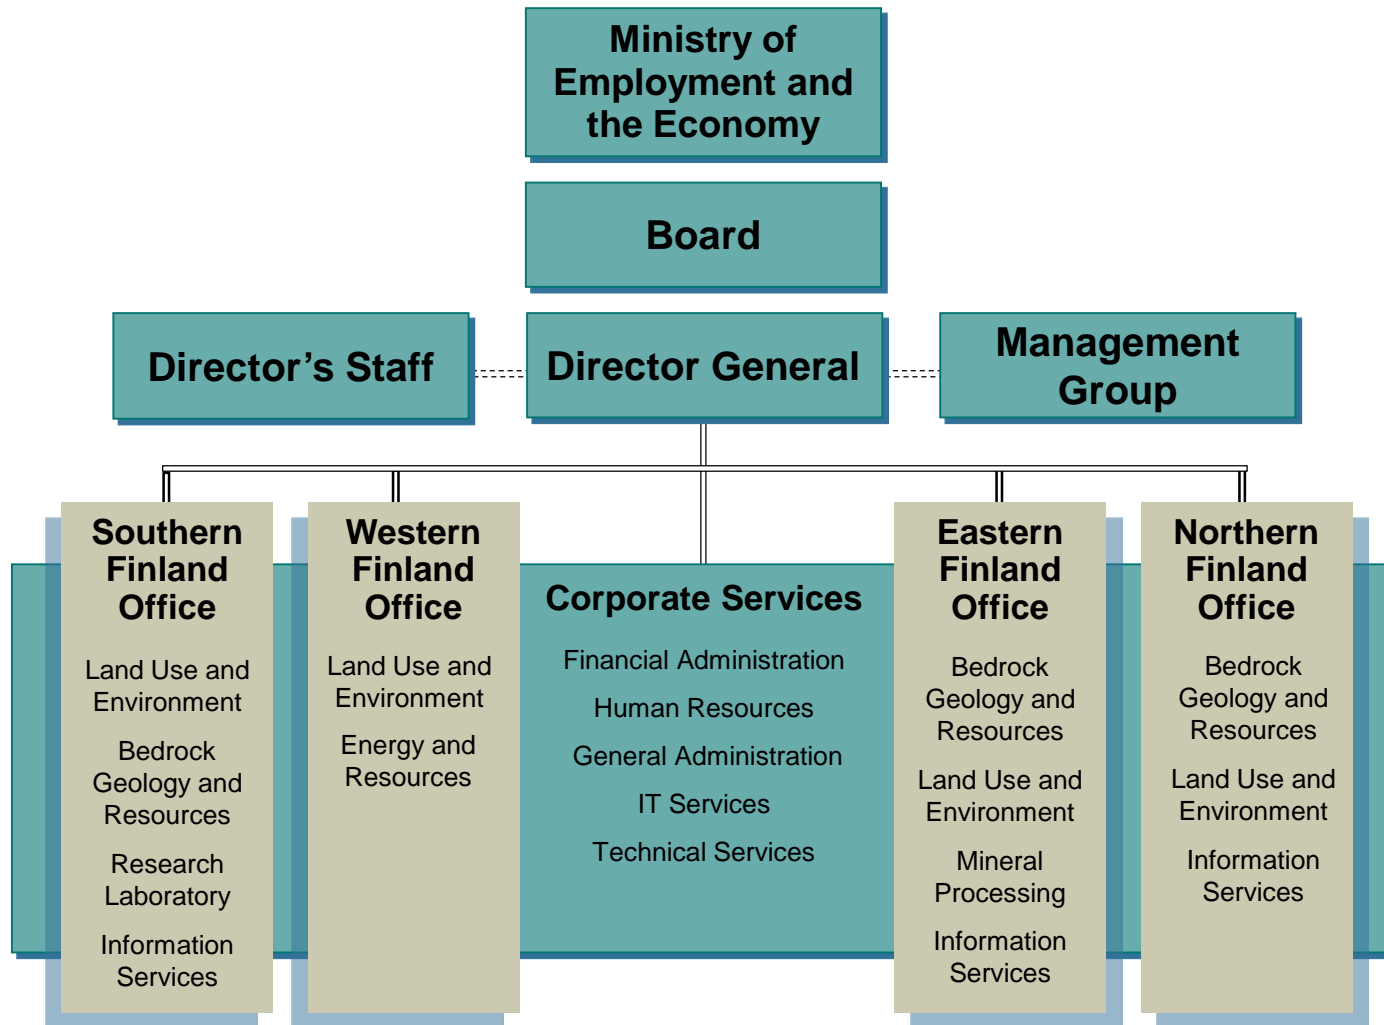 Ministry of
Employment and
the Economy
Board
Director's Staff
Director General
Management
Group
Southern
Finland
Office
Land Use and
Environment
Bedrock
Geology and
Resources
Research
Laboratory
Information
Services
Western
Finland
Office
Land Use and
Environment
Energy and
Resources
Corporate Services
Financial Administration
Human Resources
General Administration
IT Services
Technical Services
Eastern
Finland
Office
Bedrock
Geology and
Resources
Land Use and
Environment
Mineral
Processing
Information
Services
Northern
Finland
Office
Bedrock
Geology and
Resources
Land Use and
Environment
Information
Services